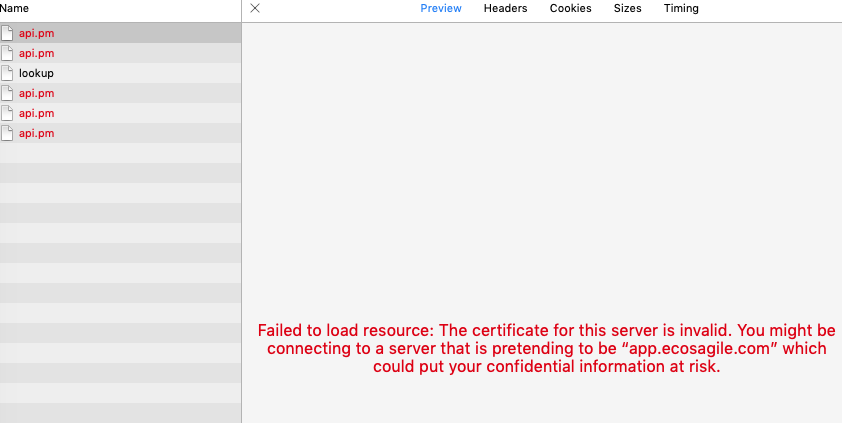 Name
Preview Headers Cookies Sizes Timing
api.pm
api.pm
lookup
api.pm
api.pm
api.pm
Failed to load resource: The certificate for this server is invalid. You might be
connecting to a server that is pretending to be “app.ecosagile.com” which
could put your confidential information at risk.